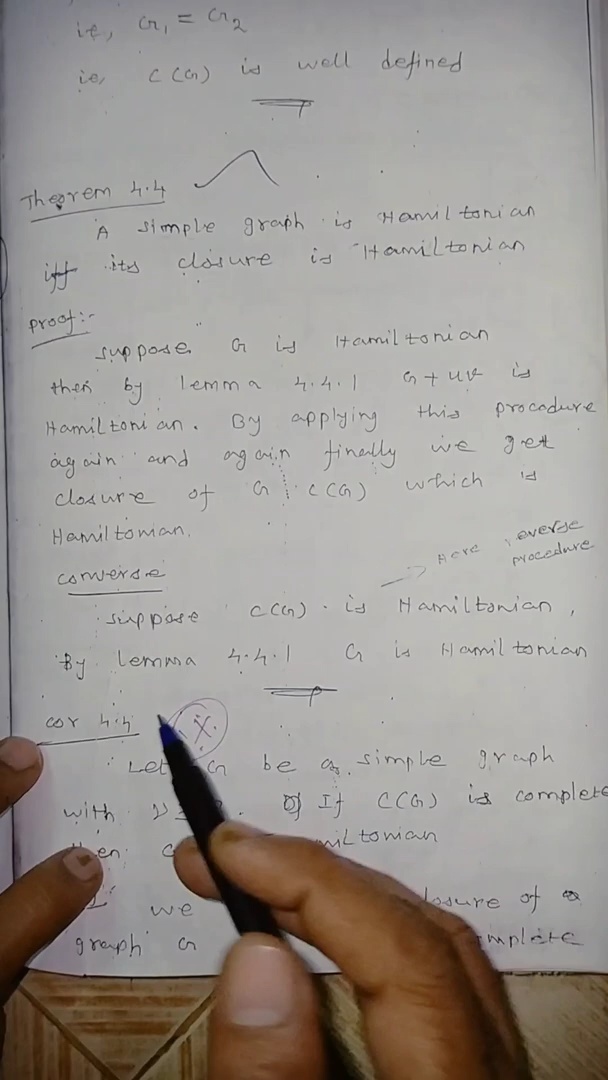 ie, G₁ = G₂
ie, C(G) is well defined
Theorem 4.4
A simple graph is Hamiltonian
iff its closure is Hamiltonian
Proof:-
Suppose G is Hamiltonian
then by lemma 4.4.1 G + uv is
Hamiltonian. By applying this procedure
again and again finally we get
closure of G C(G) which is
Hamiltonian.
Converse
Here reverse
procedure
Suppose C(G) is Hamiltonian,
By lemma 4.4.1 G is Hamiltonian
Cor 4.4
Let G be a simple graph
with If C(G) is complete
we closure of a
graph G